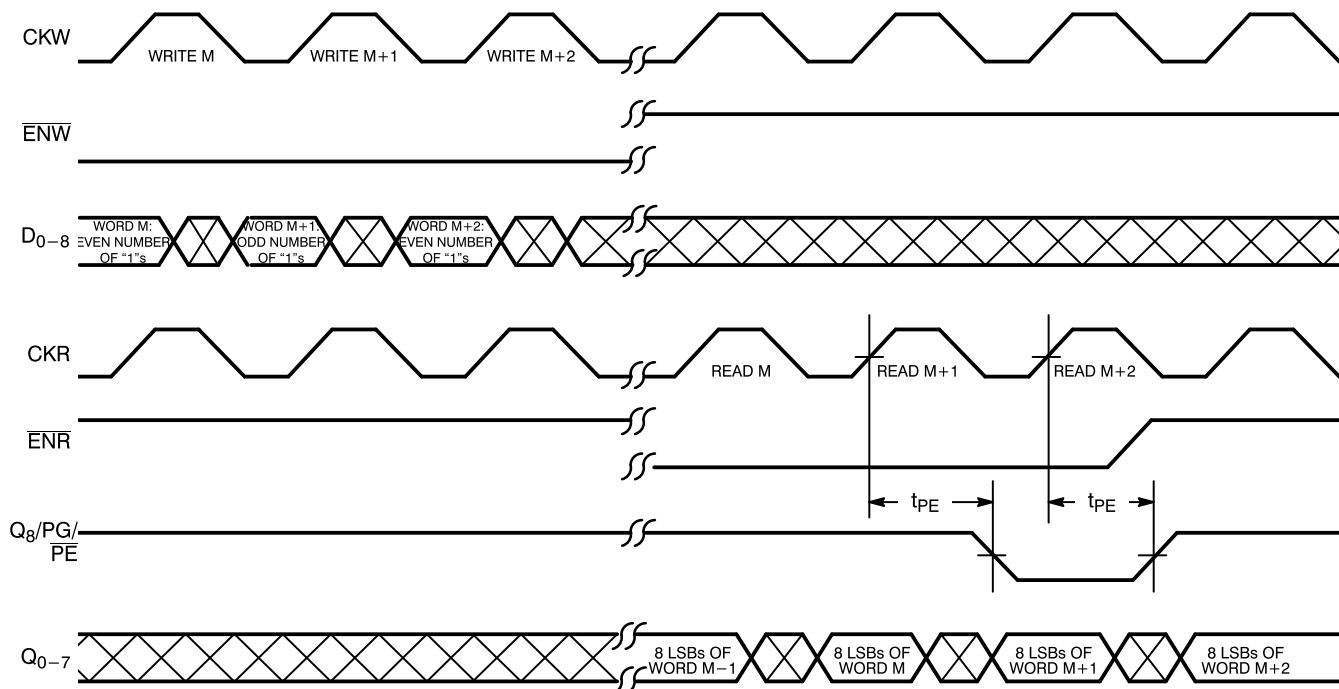 CKW
WRITE M
WRITE M+1
WRITE M+2
ENW
D0–8
WORD M:
EVEN NUMBER
OF “1”s
WORD M+1:
ODD NUMBER
OF “1”s
WORD M+2:
EVEN NUMBER
OF “1”s
CKR
READ M
READ M+1
READ M+2
ENR
tPE
tPE
Q8/PG/
PE
Q0–7
8 LSBs OF
WORD M–1
8 LSBs OF
WORD M
8 LSBs OF
WORD M+1
8 LSBs OF
WORD M+2